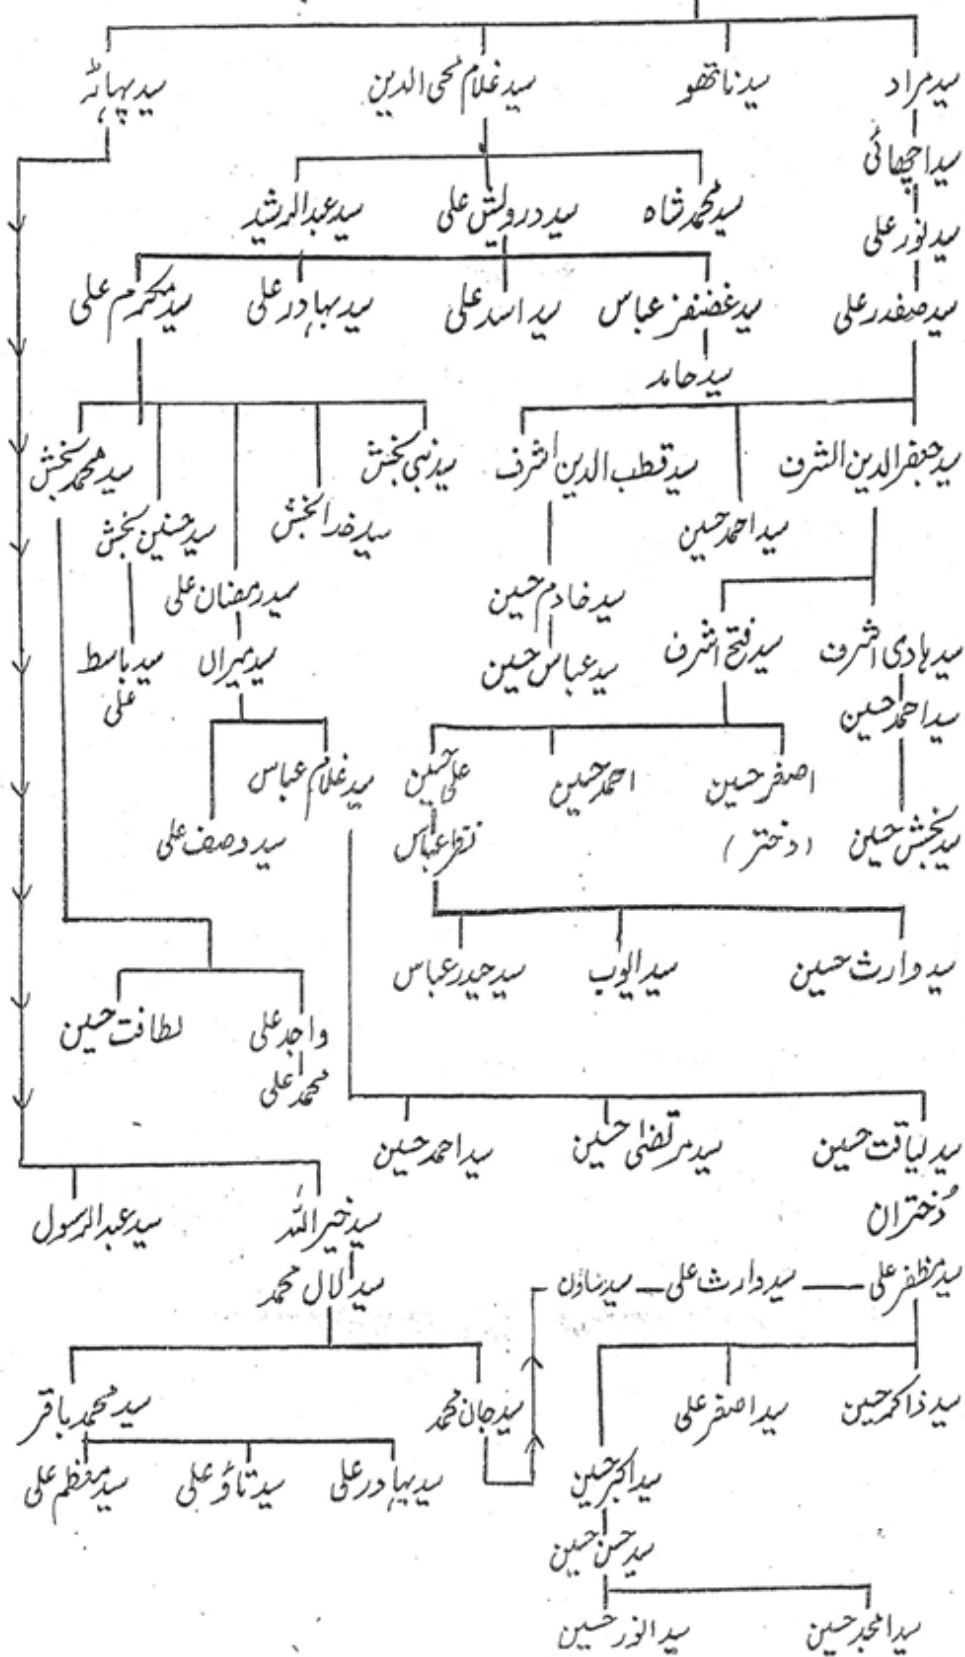 سید مراد سید ناتھو سید غلام محی الدین سید پہاڑہ
سید اچھائی
سید محمد شاہ سید درویش علی سید عبدالرشید
سید نور علی
سید صفدر علی سید غضنفر عباس سید اسد علی سید بہادر علی سید مکرم علی
سید حامد
سید جعفر الدین الشرف سید قطب الدین اشرف سید نبی بخش سید محمد بخش
سید احمد حسین سید خدا بخش سید حسنین بخش
سید خادم حسین سید رمضان علی
سید ہادی اشرف سید فتح اشرف سید عباس حسین سید میراں سید باسط
علی
سید احمد حسین
اصغر حسین احمد حسین علی حسین سید غلام عباس
سید بخش حسین (دختر) نظر عباس سید وصف علی
سید وارث حسین سید ایوب سید حیدر عباس
واجد علی لطافت حسین
محمد علی
سید لیاقت حسین سید مرتضیٰ حسین سید احمد حسین
دُختران سید خیر اللہ سید عبدالرسول
سید مظفر علی — سید وارث علی — سید ساون سید لال محمد
سید ذاکر حسین سید اصغر علی سید جان محمد سید محمد باقر
سید اکبر حسین سید بہادر علی سید تاؤ علی سید معظم علی
سید حسن حسین
سید امجد حسین سید انور حسین